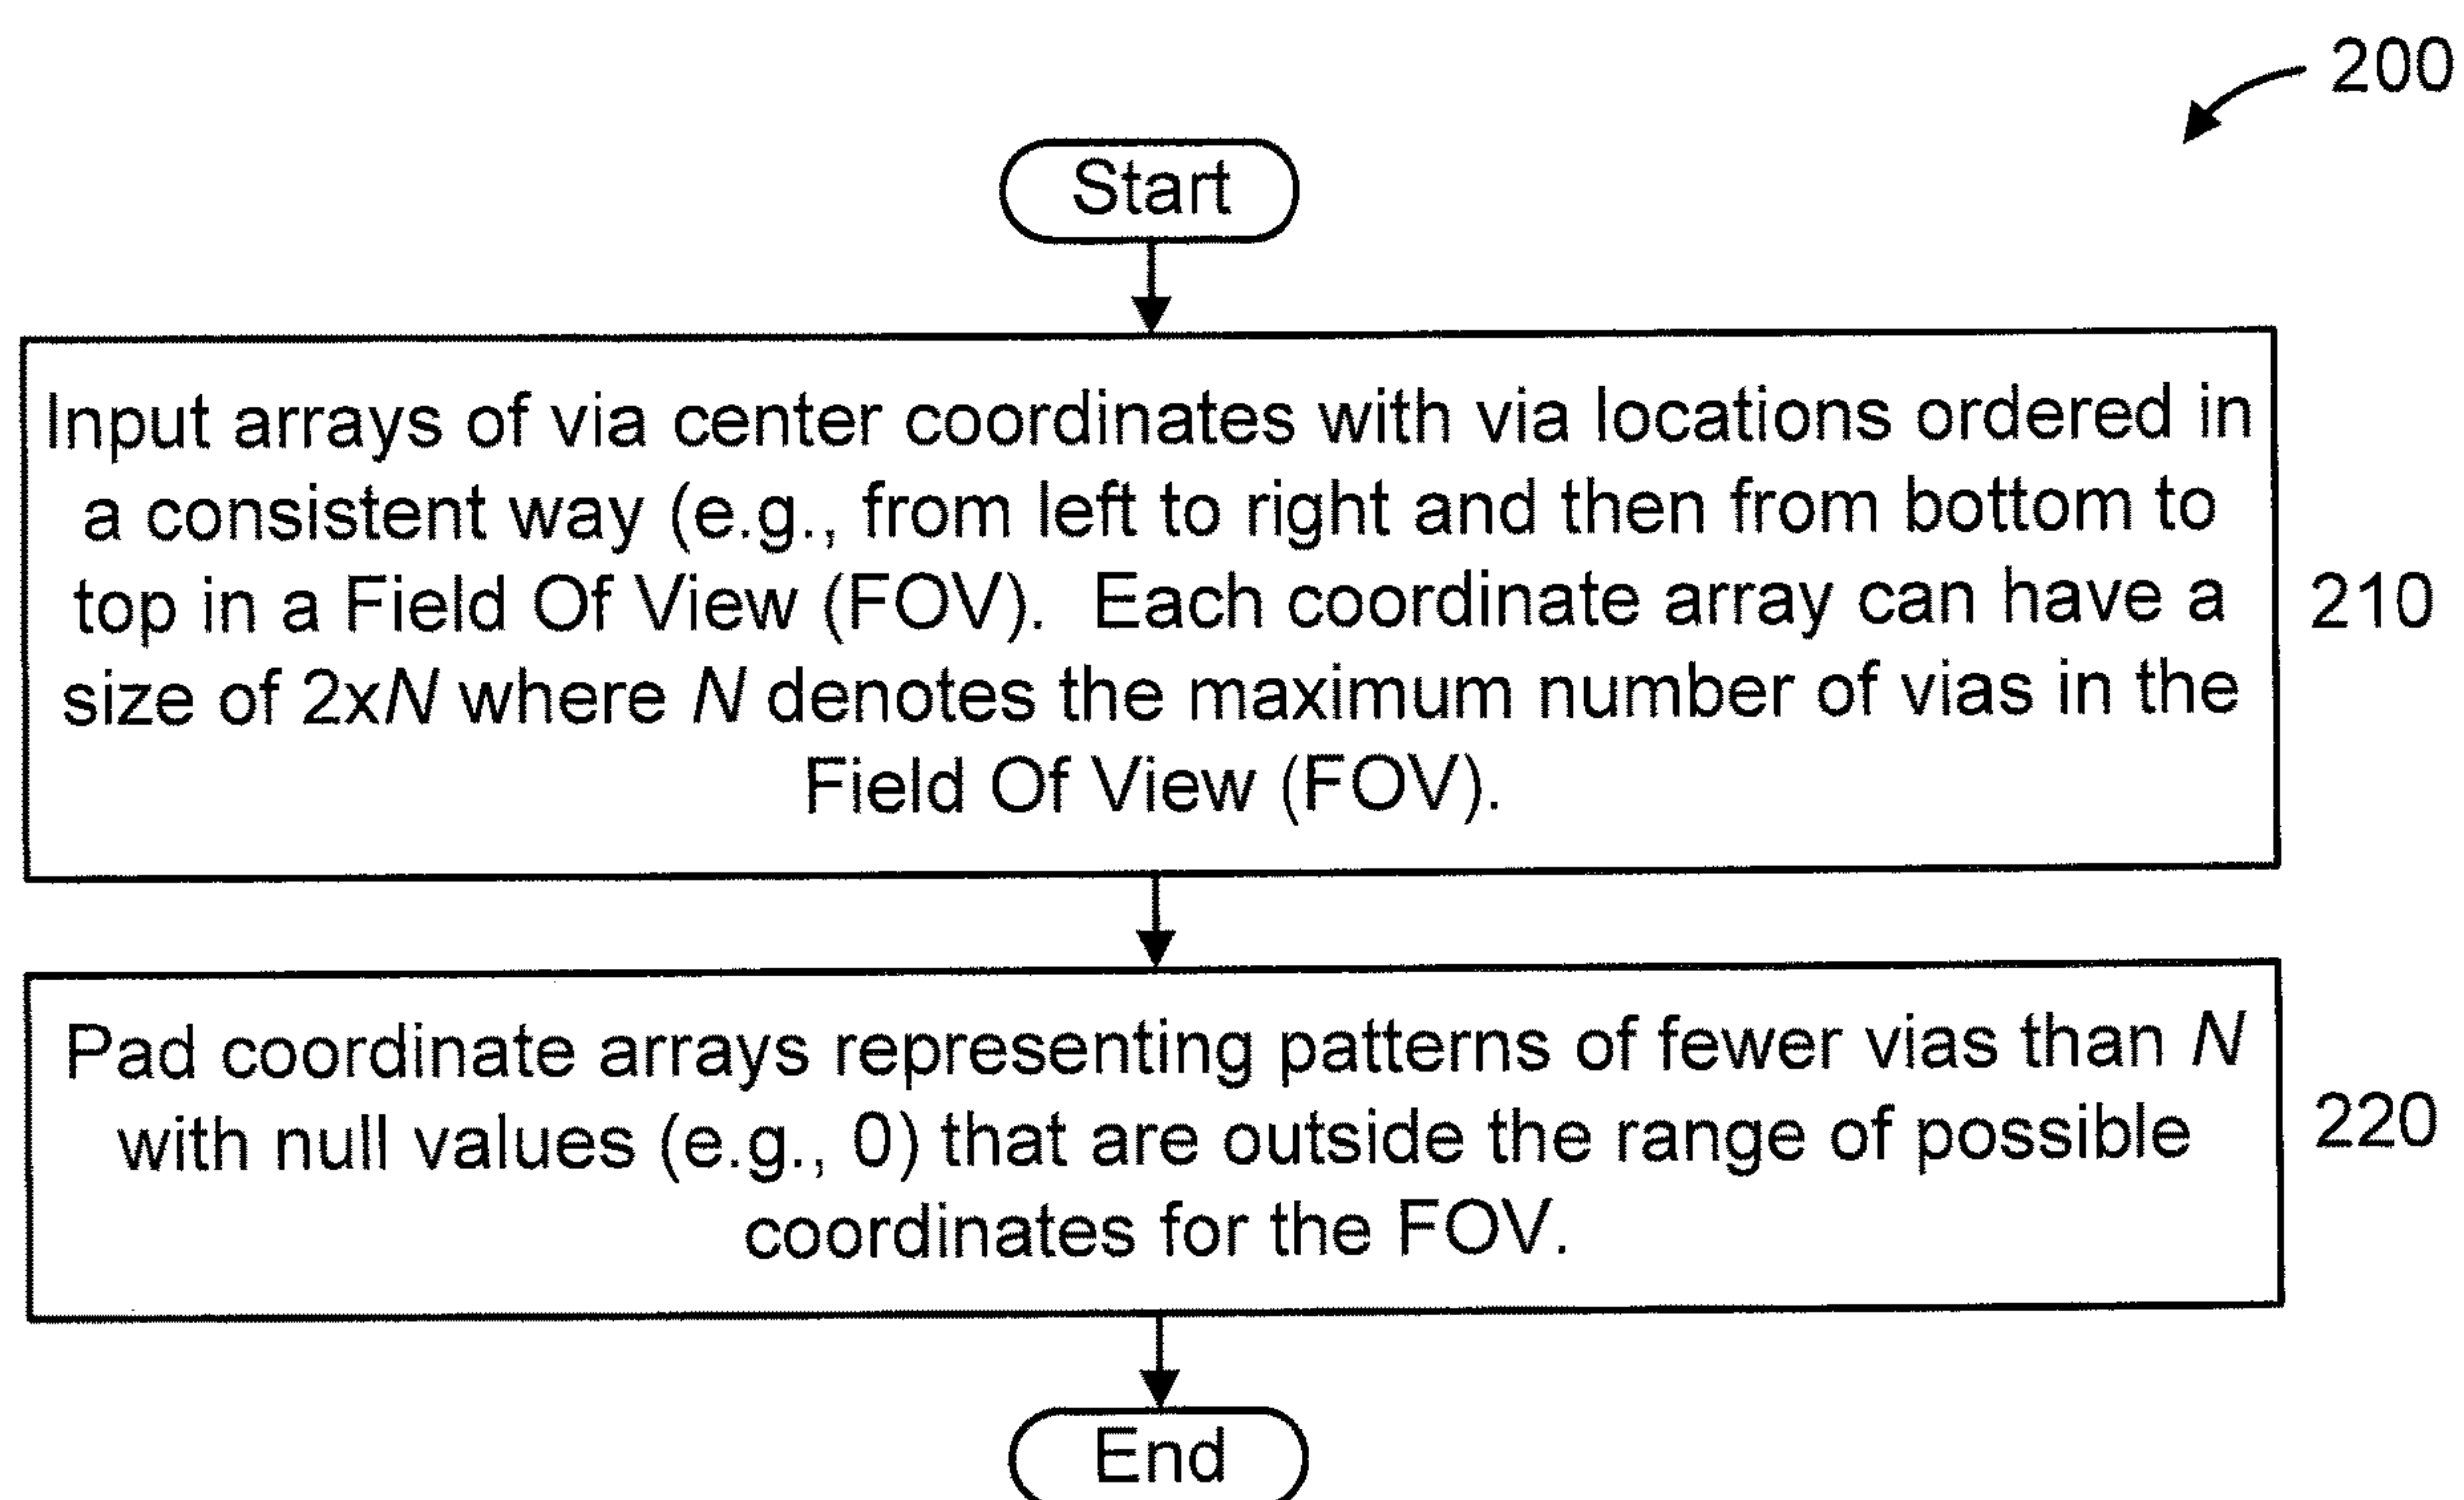 200
Start
Input arrays of via center coordinates with via locations ordered in
a consistent way (e.g., from left to right and then from bottom to
top in a Field Of View (FOV).  Each coordinate array can have a
size of 2xN where N denotes the maximum number of vias in the
Field Of View (FOV).
210
Pad coordinate arrays representing patterns of fewer vias than N
with null values (e.g., 0) that are outside the range of possible
coordinates for the FOV.
220
End